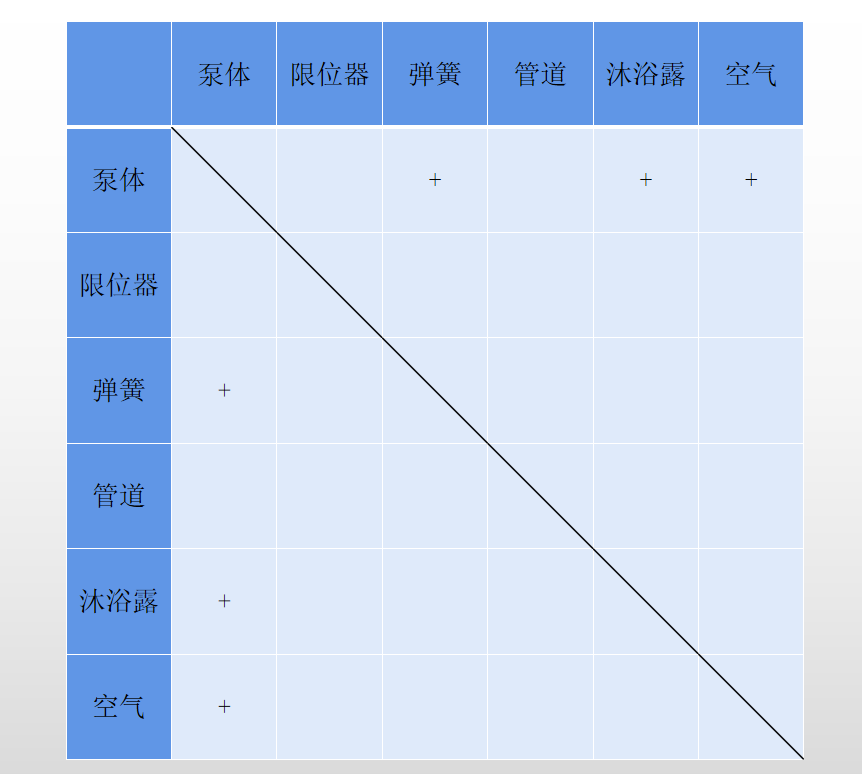 泵体 限位器 弹簧 管道 沐浴露 空气
泵体 + + +
限位器
弹簧 +
管道
沐浴露 +
空气 +